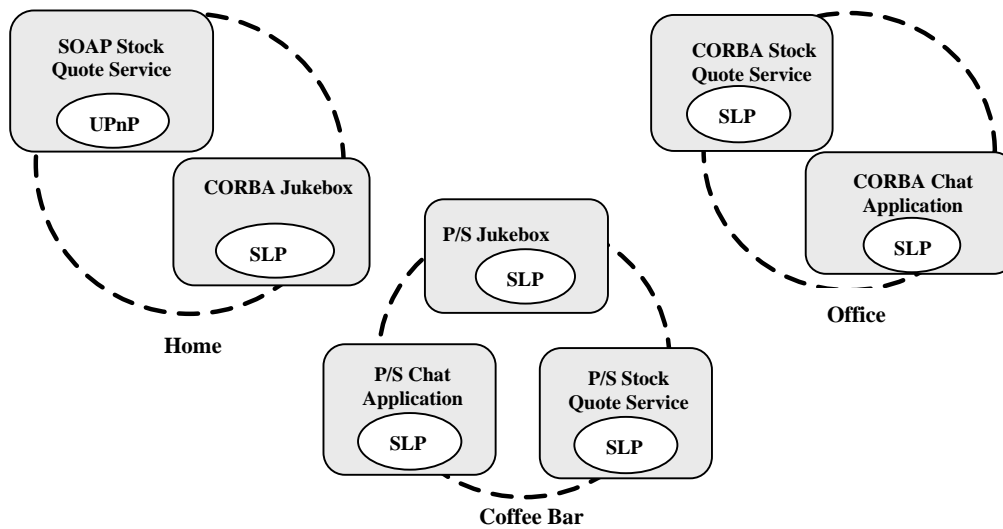 SOAP Stock
Quote Service
UPnP
CORBA Jukebox
SLP
Home
P/S Jukebox
SLP
P/S Chat
Application
SLP
P/S Stock
Quote Service
SLP
Coffee Bar
CORBA Stock
Quote Service
SLP
CORBA Chat
Application
SLP
Office